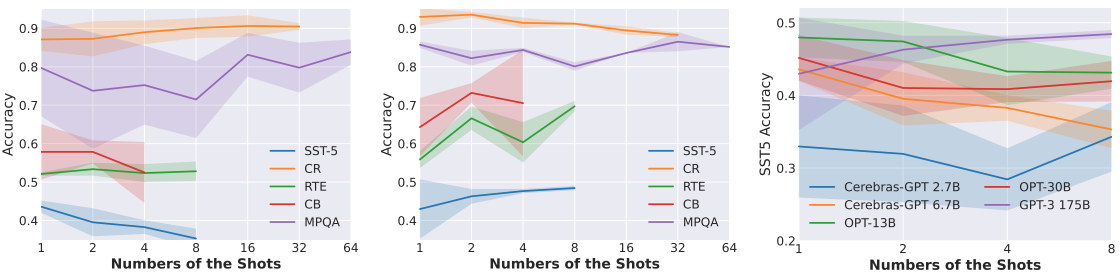 0.9
0.8
0.7
0.6
0.5
0.4
Accuracy
SST-5
CR
RTE
CB
MPQA
1 2 4 8 16 32 64
Numbers of the Shots
0.9
0.8
0.7
0.6
0.5
0.4
Accuracy
SST-5
CR
RTE
CB
MPQA
1 2 4 8 16 32 64
Numbers of the Shots
0.5
0.4
0.3
0.2
SST5 Accuracy
Cerebras-GPT 2.7B
Cerebras-GPT 6.7B
OPT-13B
OPT-30B
GPT-3 175B
1 2 4 8
Numbers of the Shots